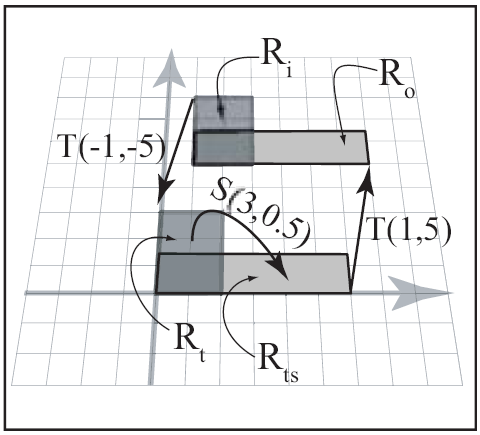 R_i
R_o
T(-1,-5)
S(3,0.5)
T(1,5)
R_t
R_ts